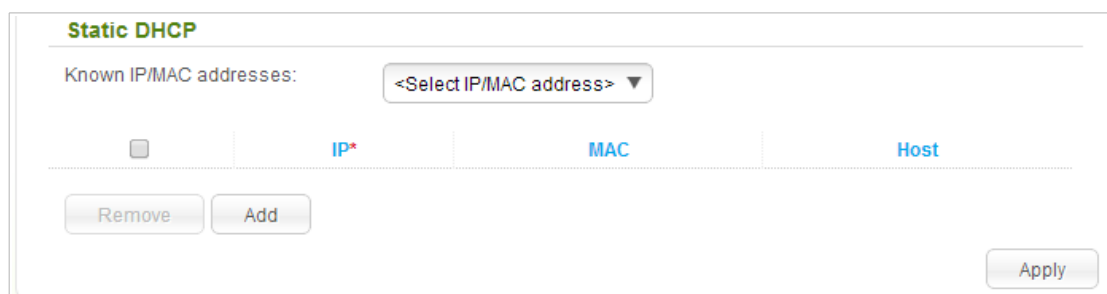 Static DHCP
Known IP/MAC addresses: <Select IP/MAC address>
IP* MAC Host
Remove Add
Apply